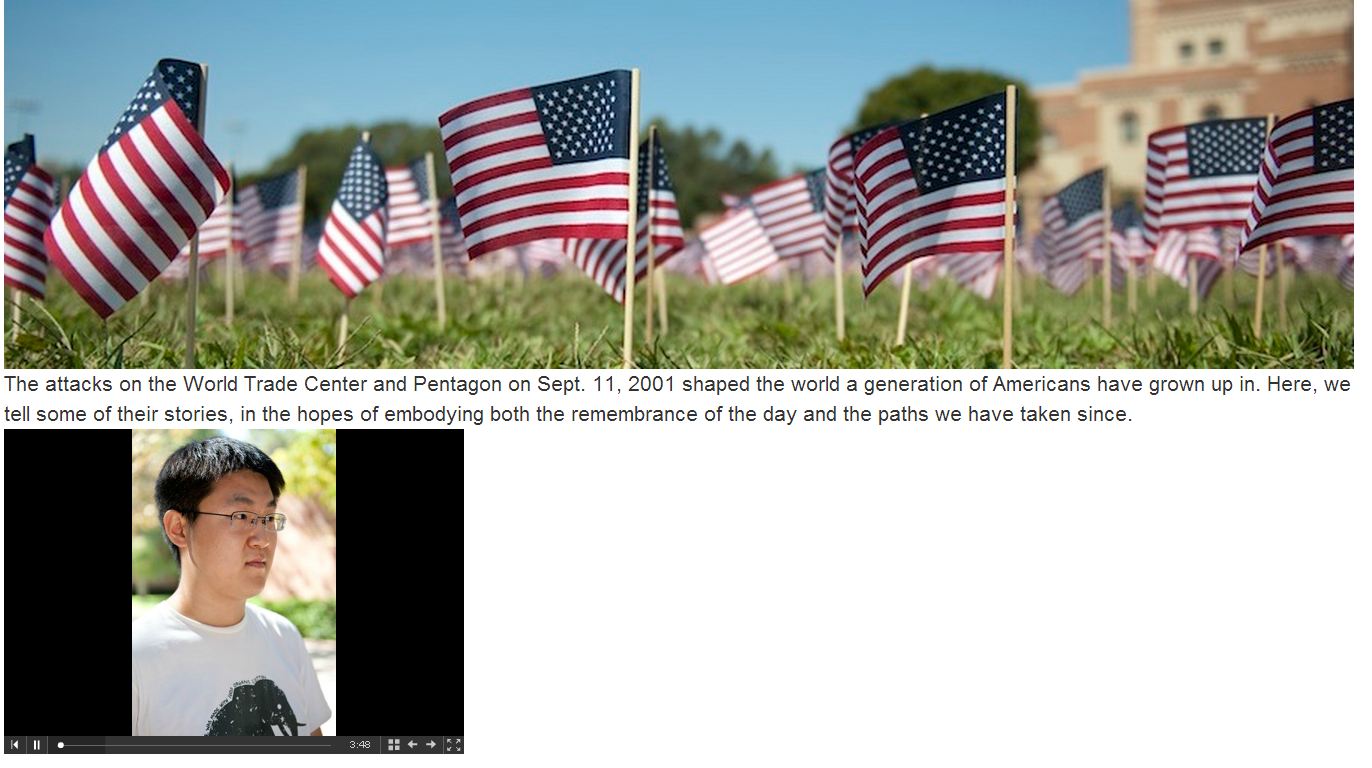 The attacks on the World Trade Center and Pentagon on Sept. 11, 2001 shaped the world a generation of Americans have grown up in. Here, we
tell some of their stories, in the hopes of embodying both the remembrance of the day and the paths we have taken since.
3:48